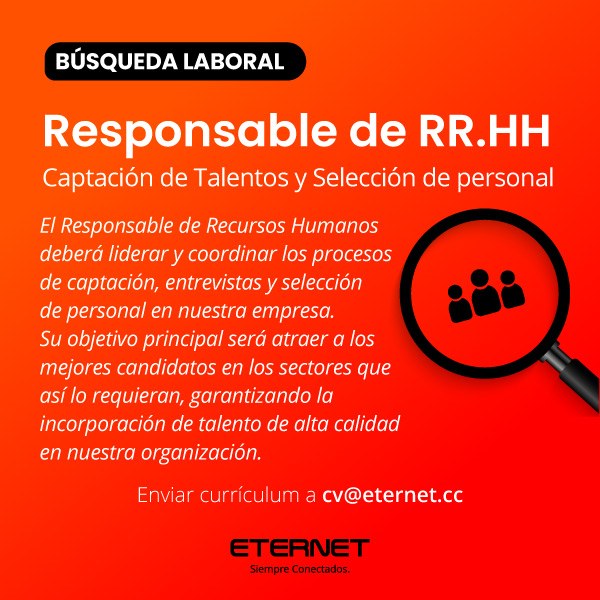 BÚSQUEDA LABORAL
Responsable de RR.HH
Captación de Talentos y Selección de personal
El Responsable de Recursos Humanos
deberá liderar y coordinar los procesos
de captación, entrevistas y selección
de personal en nuestra empresa.
Su objetivo principal será atraer a los
mejores candidatos en los sectores que
así lo requieran, garantizando la
incorporación de talento de alta calidad
en nuestra organización.
Enviar currículum a cv@eternet.cc
ETERNET
Siempre Conectados.